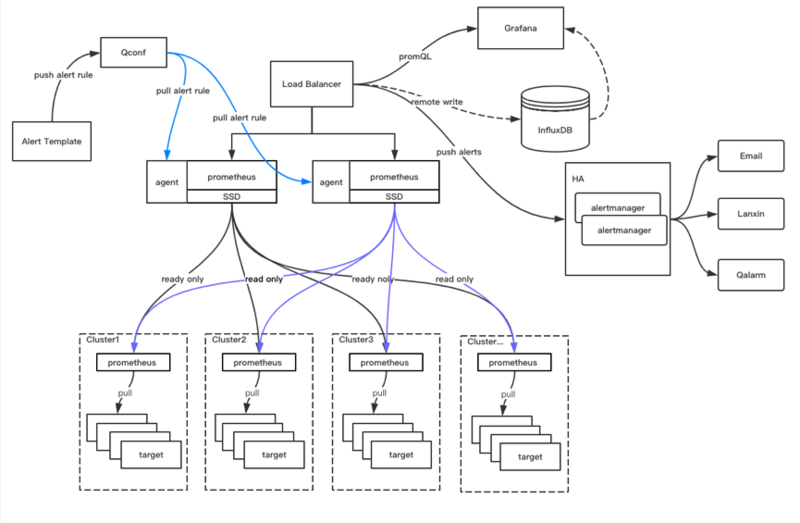 Qconf
Grafana
promQL
push alert rule
Load Balancer
pull alert rule
remote write
pull alert rule
InfluxDB
Alert Template
push alerts
Email
agent
prometheus
SSD
agent
prometheus
SSD
HA
alertmanager
alertmanager
Lanxin
Qalarm
ready only
read only
ready noly
read only
Cluster1
Cluster2
Cluster3
Cluster...
prometheus
prometheus
prometheus
prometheus
pull
pull
pull
pull
target
target
target
target